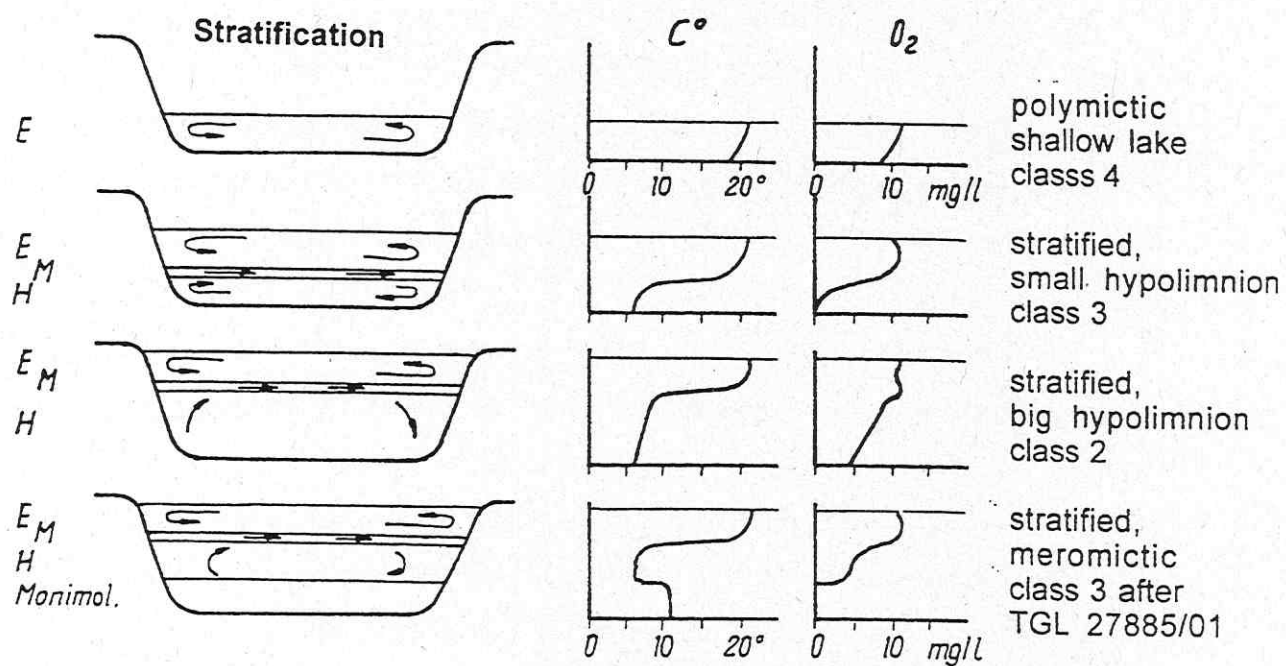 Stratification C° O₂
E
polymictic
shallow lake
classs 4
0 10 20° 0 10 mg/l
E
M
H
stratified,
small hypolimnion
class 3
E
M
H
stratified,
big hypolimnion
class 2
E
M
H
Monimol.
stratified,
meromictic
class 3 after
TGL 27885/01
0 10 20° 0 10 mg/l